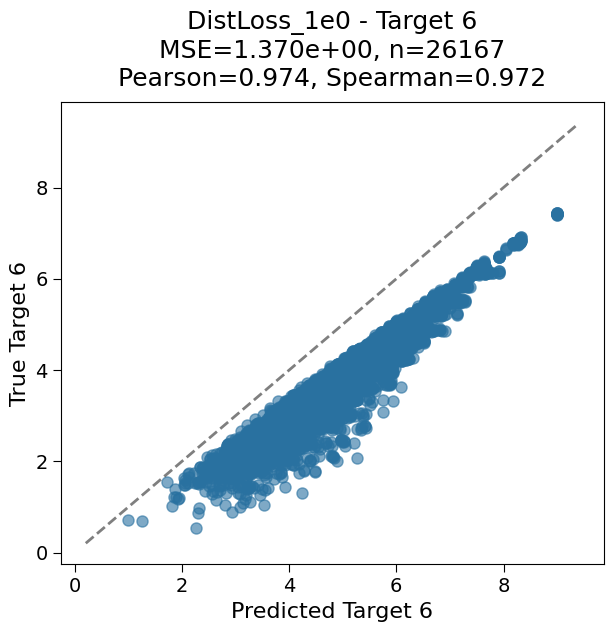 DistLoss_1e0 - Target 6
MSE=1.370e+00, n=26167
Pearson=0.974, Spearman=0.972
True Target 6
8
6
4
2
0
0 2 4 6 8
Predicted Target 6